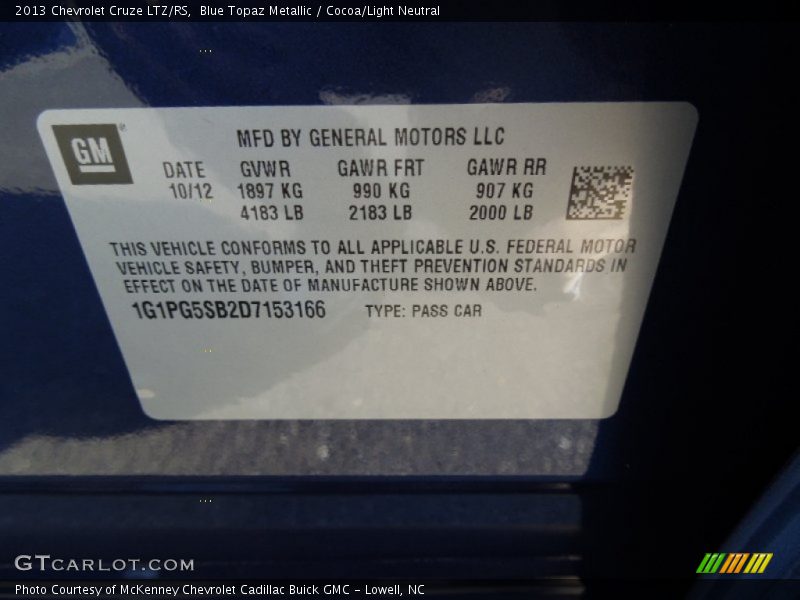 2013 Chevrolet Cruze LTZ/RS,  Blue Topaz Metallic / Cocoa/Light Neutral
GM®
MFD BY GENERAL MOTORS LLC
DATE GVWR GAWR FRT GAWR RR
10/12 1897 KG 990 KG 907 KG
4183 LB 2183 LB 2000 LB
THIS VEHICLE CONFORMS TO ALL APPLICABLE U.S. FEDERAL MOTOR
VEHICLE SAFETY, BUMPER, AND THEFT PREVENTION STANDARDS IN
EFFECT ON THE DATE OF MANUFACTURE SHOWN ABOVE.
1G1PG5SB2D7153166 TYPE: PASS CAR
GTCARLOT.COM
Photo Courtesy of McKenney Chevrolet Cadillac Buick GMC - Lowell, NC